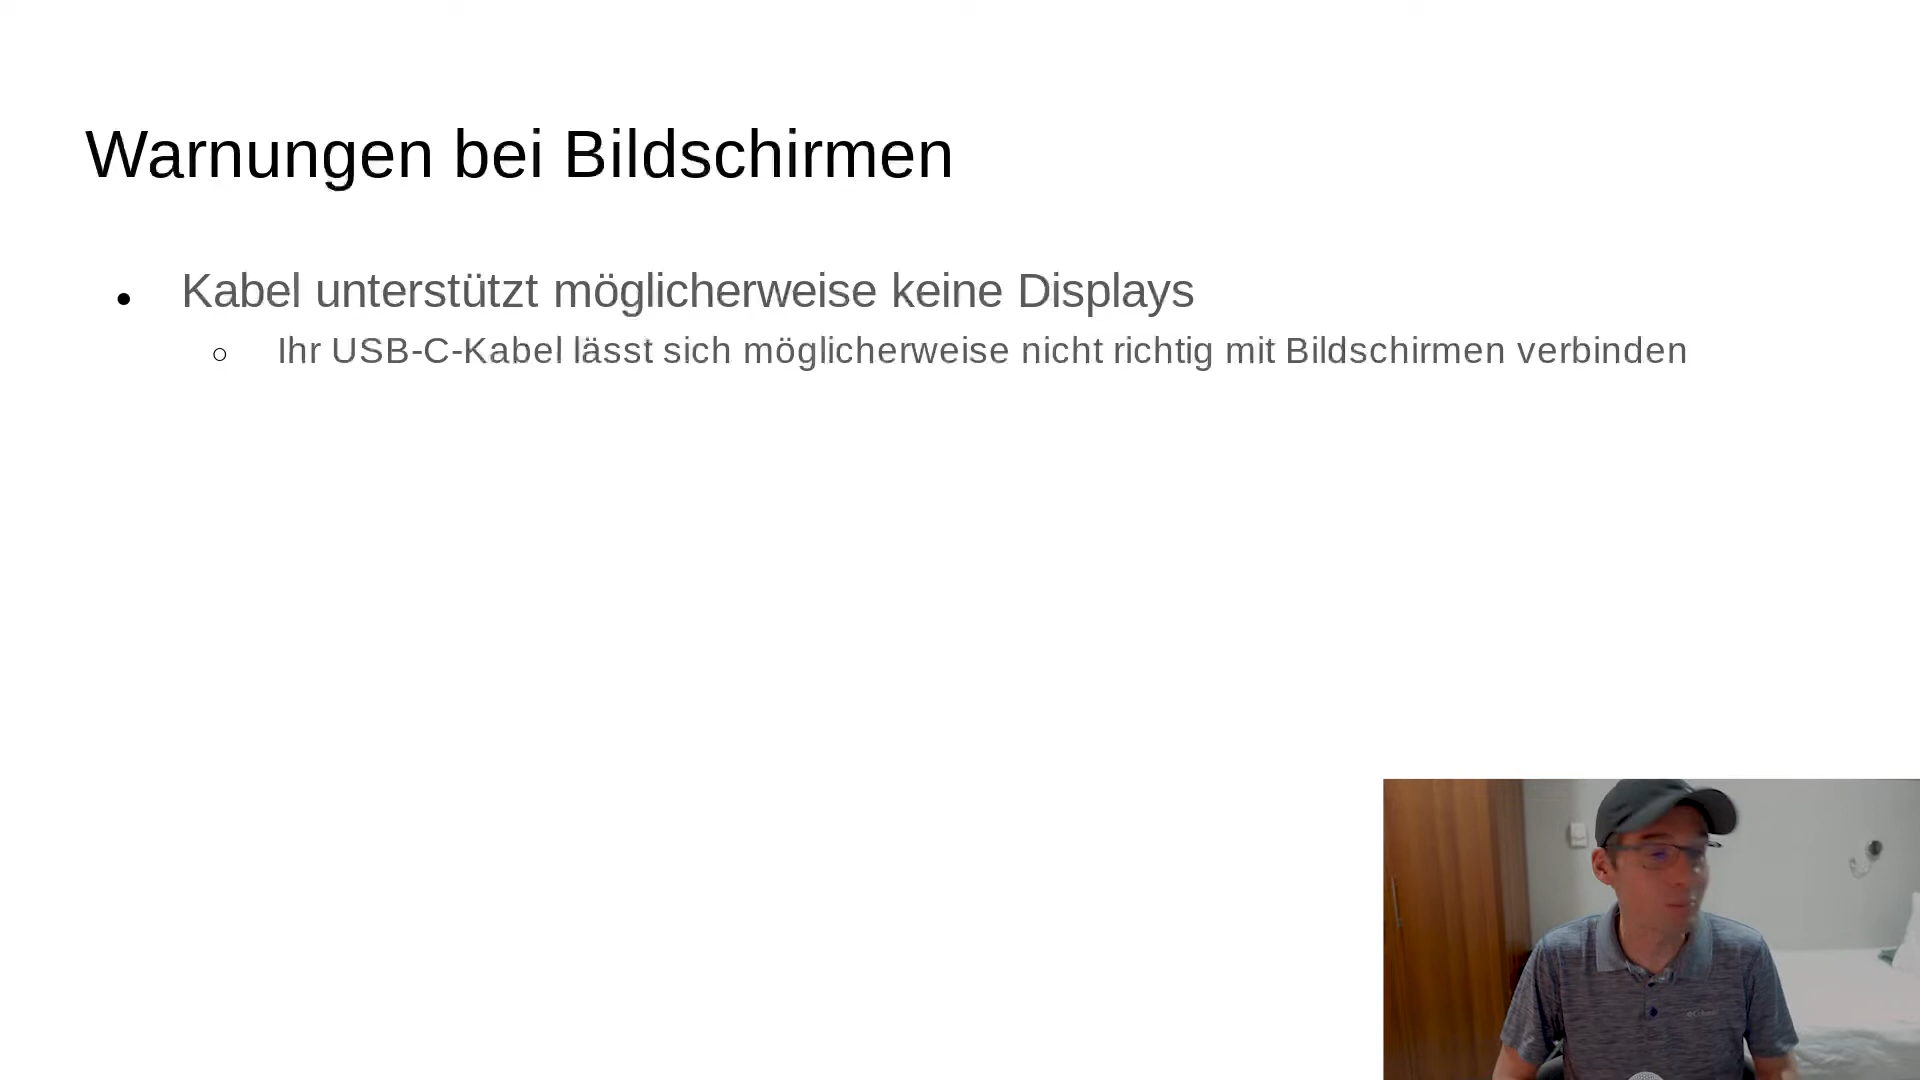 Warnungen bei Bildschirmen
Kabel unterstützt möglicherweise keine Displays
Ihr USB-C-Kabel lässt sich möglicherweise nicht richtig mit Bildschirmen verbinden